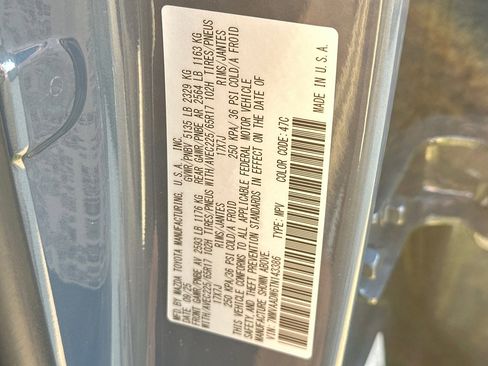 MFD. BY MAZDA TOYOTA MANUFACTURING, U.S.A., INC.
09/25 GVWR/PNBV 5135 LB 2329 KG
FRONT GAWR/PNBE AV 2593 LB 1176 KG REAR GAWR/PNBE AR 2564 LB 1163 KG
WITH/AVEC225/65R17 102H TIRES/PNEUS WITH/AVEC225/65R17 102H TIRES/PNEUS
17X7J RIMS/JANTES 17X7J RIMS/JANTES
250 KPA/36 PSI COLD/A FROID 250 KPA/36 PSI COLD/A FROID
THIS VEHICLE CONFORMS TO ALL APPLICABLE FEDERAL MOTOR VEHICLE
SAFETY AND THEFT PREVENTION STANDARDS IN EFFECT ON THE DATE
OF MANUFACTURE SHOWN ABOVE.
VIN: TYPE: MPV COLOR CODE: 47C
MADE IN U.S.A.